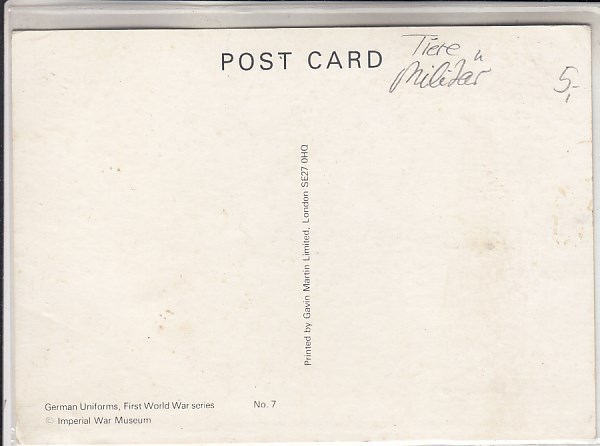 POST CARD
Tiere
Militär
5,-
Printed by Gavin Martin Limited, London SE27 0HQ
German Uniforms, First World War series No. 7
© Imperial War Museum